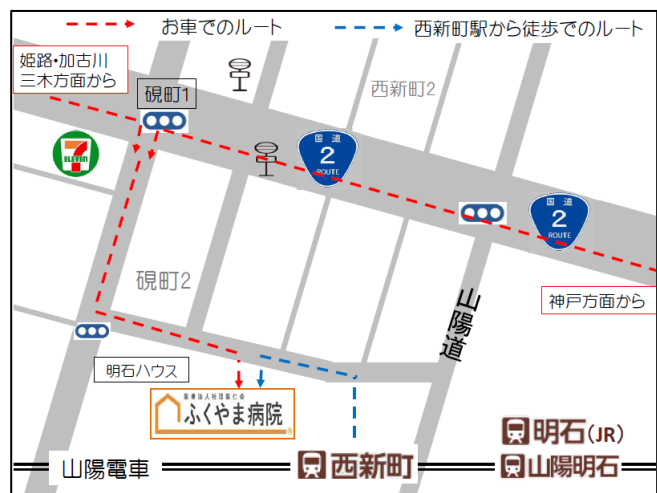 お車でのルート
西新町駅から徒歩でのルート
姫路・加古川
三木方面から
硯町1
西新町2
7
ELEVEN
国道
2
ROUTE
国道
2
ROUTE
硯町2
山陽道
神戸方面から
明石ハウス
医療法人社団医仁会
ふくやま病院
明石(JR)
山陽電車
西新町
山陽明石